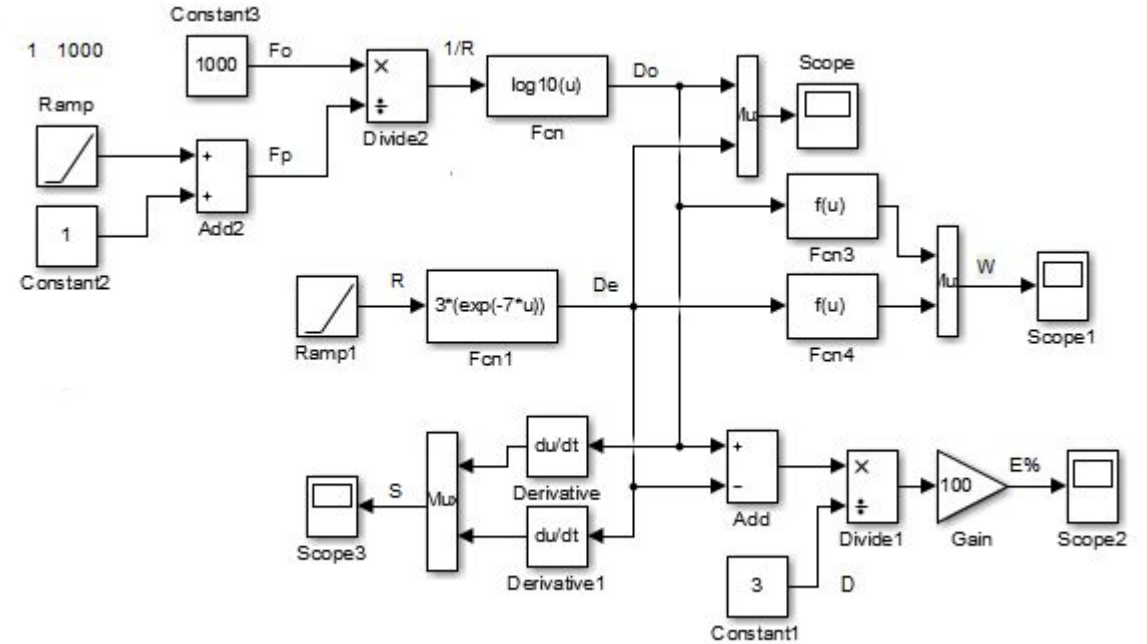 Constant3
1 1000
1000
Fo
×
÷
Divide2
1/R
log10(u)
Fcn
Do
Mux
Scope
Ramp
+
+
Add2
Fp
1
Constant2
f(u)
Fcn3
Ramp1
R
3*(exp(-7*u))
Fcn1
De
f(u)
Fcn4
Mux
W
Scope1
du/dt
Derivative
Mux
S
Scope3
du/dt
Derivative1
+
−
Add
×
÷
Divide1
100
Gain
E%
Scope2
3
Constant1
D